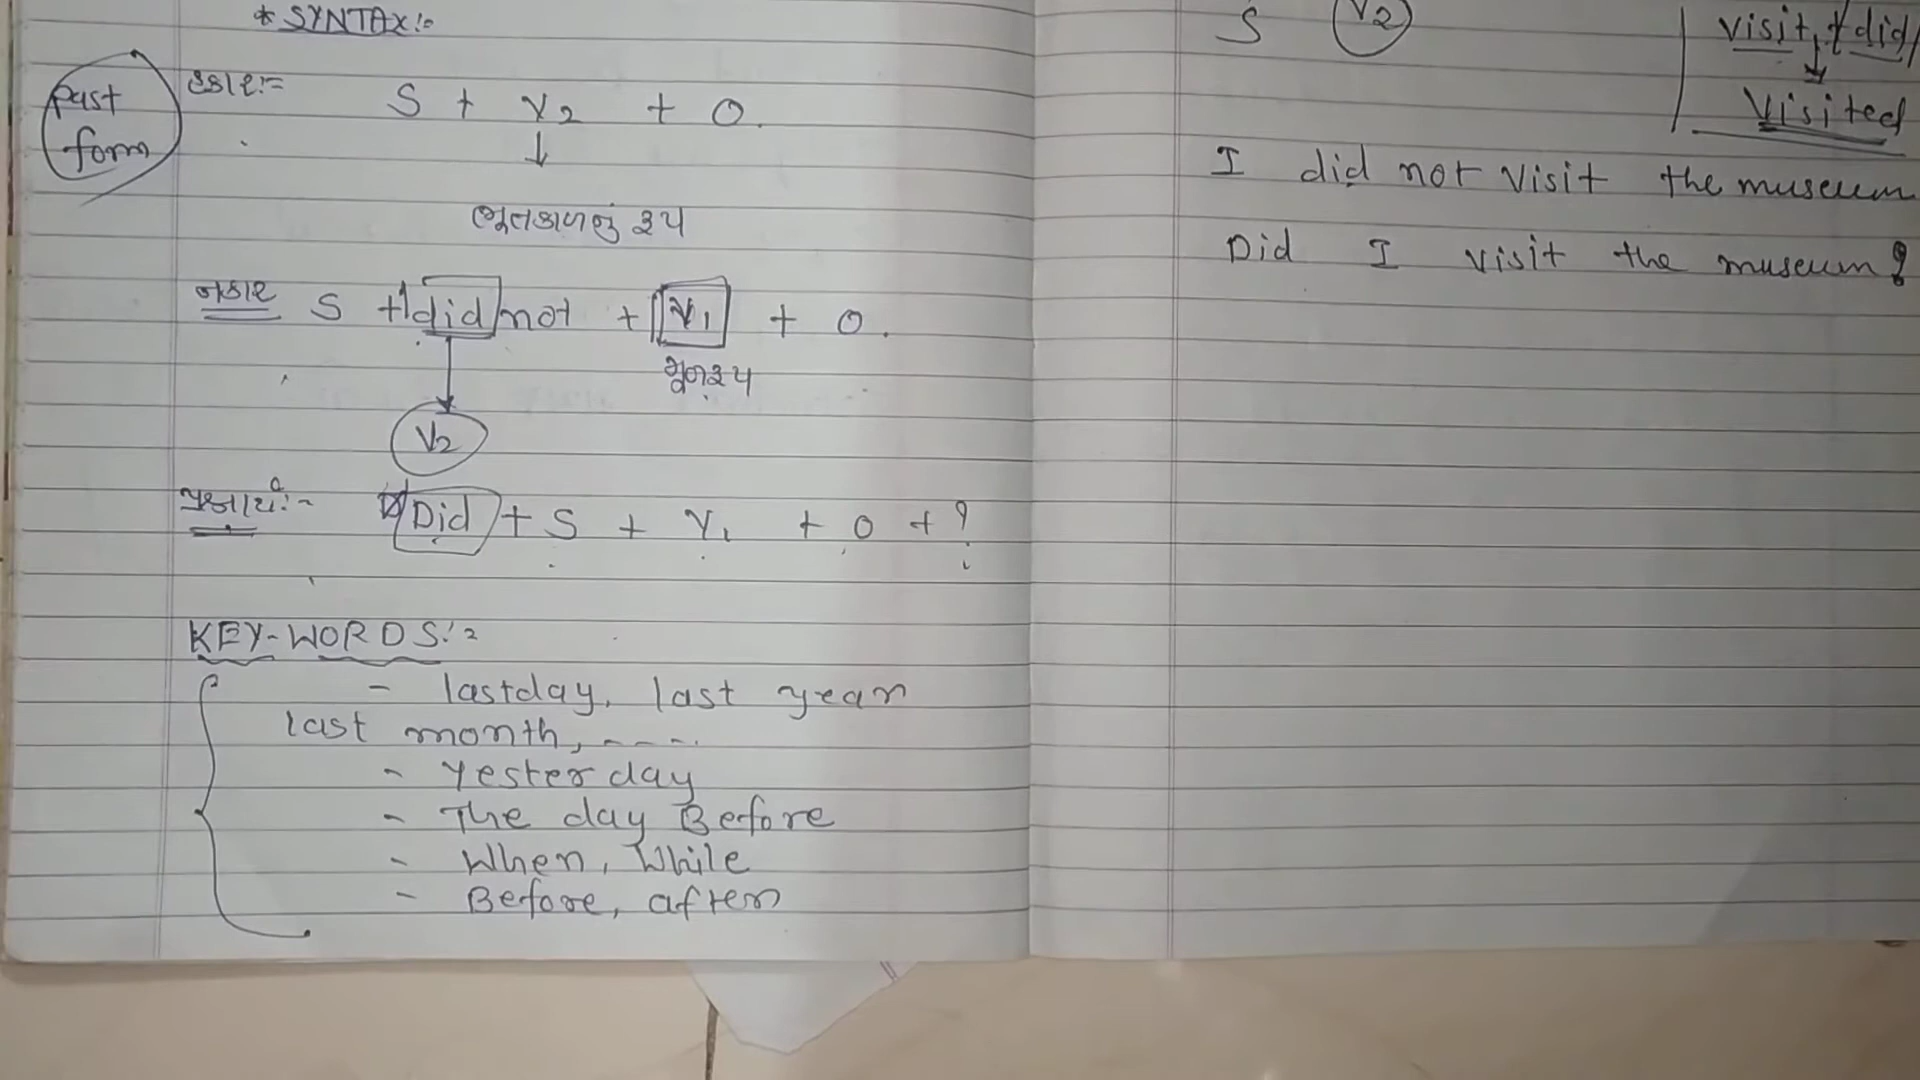 * SYNTAX:-
Past form
હકાર:- S + V2 + O.
↓
ભૂતકાળનું રૂપ
નકાર S + did not + V1 + O.
મૂળરૂપ
V2
પ્રશ્નાર્થ:- Did + S + V1 + O + ?
KEY-WORDS:-
- lastday, last year
last month, ----.
- Yesterday
- The day Before
- When, While
- Before, after
S V2
visit + did
↓
Visited
I did not visit the museum
Did I visit the museum?